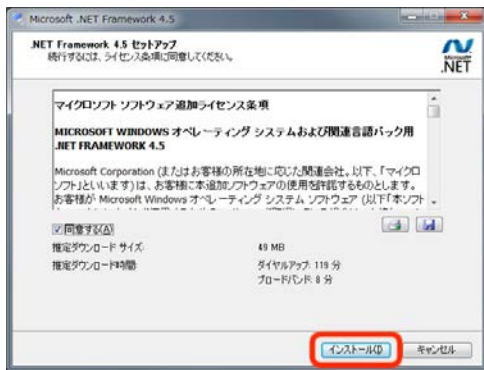 Microsoft .NET Framework 4.5
.NET Framework 4.5 セットアップ
続行するには、ライセンス条項に同意してください。
Microsoft
.NET
マイクロソフト ソフトウェア追加ライセンス条項
MICROSOFT WINDOWS オペレーティング システムおよび関連言語パック用
.NET FRAMEWORK 4.5
Microsoft Corporation (またはお客様の所在地に応じた関連会社。以下、「マイクロ
ソフト」といいます) は、お客様に本追加ソフトウェアの使用を許諾するものとします。
お客様が Microsoft Windows オペレーティング システム ソフトウェア (以下「本ソフト
同意する(A)
推定ダウンロード サイズ: 49 MB
推定ダウンロード時間: ダイヤルアップ: 119 分
ブロードバンド: 8 分
インストール(I)
キャンセル